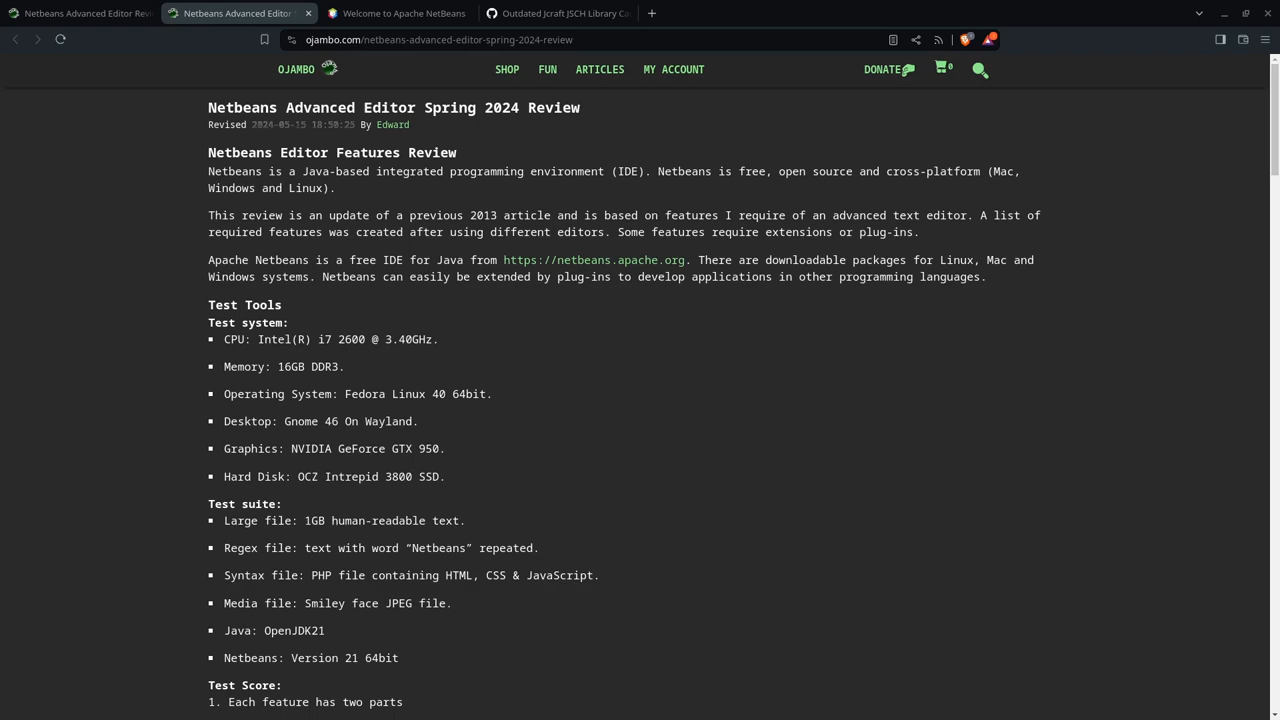 Netbeans Advanced Editor Revi
Netbeans Advanced Editor
Welcome to Apache NetBeans
Outdated Jcraft JSCH Library Ca
ojambo.com/netbeans-advanced-editor-spring-2024-review
OJAMBO
SHOP
FUN
ARTICLES
MY ACCOUNT
DONATE
0
Netbeans Advanced Editor Spring 2024 Review
Revised 2024-05-15 18:50:25 By Edward
Netbeans Editor Features Review
Netbeans is a Java-based integrated programming environment (IDE). Netbeans is free, open source and cross-platform (Mac,
Windows and Linux).
This review is an update of a previous 2013 article and is based on features I require of an advanced text editor. A list of
required features was created after using different editors. Some features require extensions or plug-ins.
Apache Netbeans is a free IDE for Java from https://netbeans.apache.org. There are downloadable packages for Linux, Mac and
Windows systems. Netbeans can easily be extended by plug-ins to develop applications in other programming languages.
Test Tools
Test system:
▪ CPU: Intel(R) i7 2600 @ 3.40GHz.
▪ Memory: 16GB DDR3.
▪ Operating System: Fedora Linux 40 64bit.
▪ Desktop: Gnome 46 On Wayland.
▪ Graphics: NVIDIA GeForce GTX 950.
▪ Hard Disk: OCZ Intrepid 3800 SSD.
Test suite:
▪ Large file: 1GB human-readable text.
▪ Regex file: text with word “Netbeans” repeated.
▪ Syntax file: PHP file containing HTML, CSS & JavaScript.
▪ Media file: Smiley face JPEG file.
▪ Java: OpenJDK21
▪ Netbeans: Version 21 64bit
Test Score:
1. Each feature has two parts